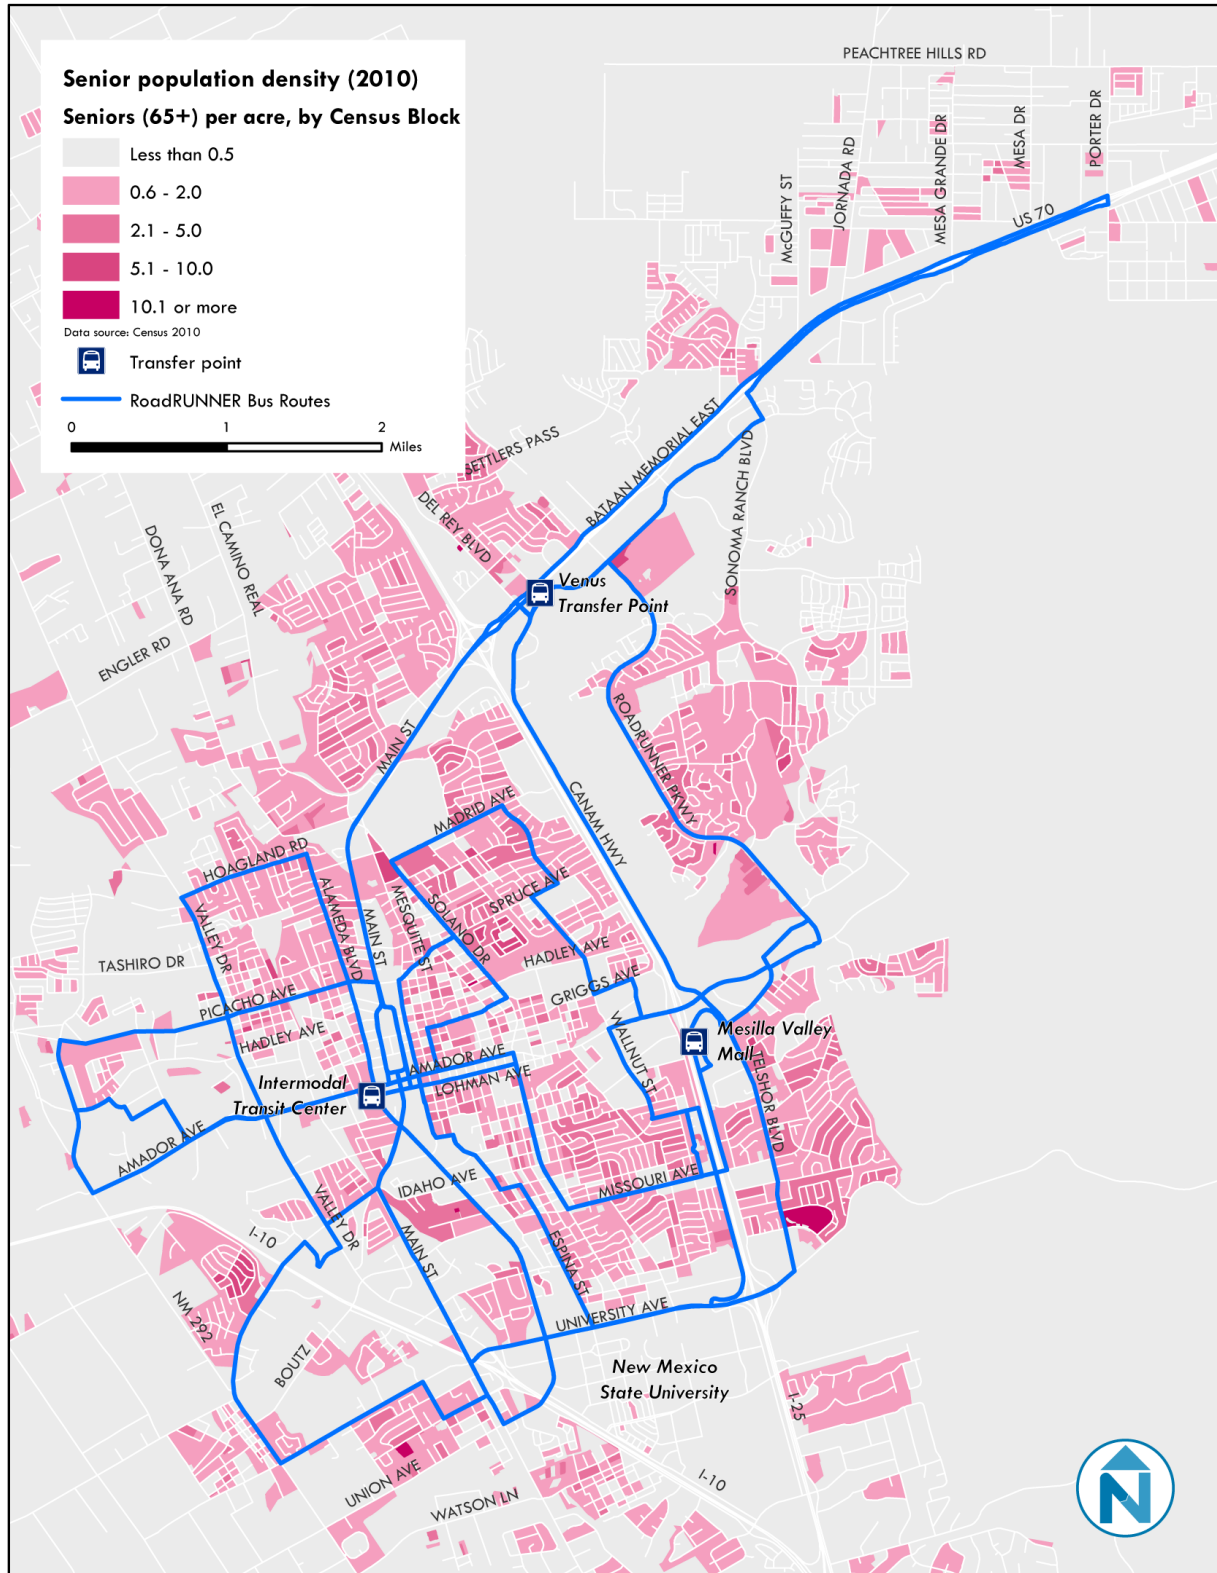 Senior population density (2010)
Seniors (65+) per acre, by Census Block
Less than 0.5
0.6 - 2.0
2.1 - 5.0
5.1 - 10.0
10.1 or more
Data source: Census 2010
Transfer point
RoadRUNNER Bus Routes
0 1 2
Miles
PEACHTREE HILLS RD
PORTER DR
MESA DR
MESA GRANDE DR
JORNADA RD
McGUFFY ST
US 70
BATAAN MEMORIAL EAST
SETTLERS PASS
SONOMA RANCH BLVD
DEL REY BLVD
EL CAMINO REAL
DONA ANA RD
ENGLER RD
Venus
Transfer Point
ROADRUNNER PKWY
MAIN ST
CANAM HWY
MADRID AVE
HOAGLAND RD
SPRUCE AVE
ALAMEDA BLVD
MAIN ST
MESQUITE ST
SOLANO DR
VALLEY DR
HADLEY AVE
TASHIRO DR
GRIGGS AVE
PICACHO AVE
HADLEY AVE
WALLNUT ST
Mesilla Valley
Mall
TELSHOR BLVD
AMADOR AVE
LOHMAN AVE
Intermodal
Transit Center
AMADOR AVE
IDAHO AVE
MISSOURI AVE
VALLEY DR
I-10
MAIN ST
ESPINA ST
NM 292
UNIVERSITY AVE
BOUTZ
New Mexico
State University
I-25
UNION AVE
I-10
WATSON LN
N